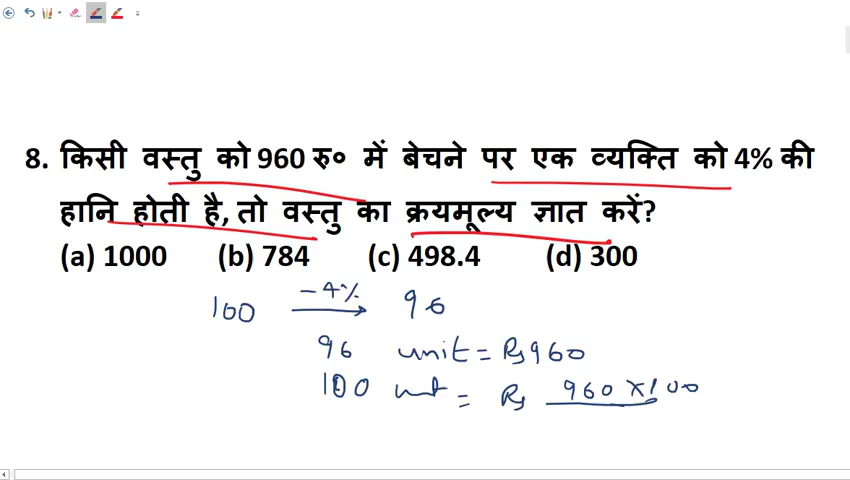 8. किसी वस्तु को 960 रु० में बेचने पर एक व्यक्ति को 4% की
हानि होती है, तो वस्तु का क्रयमूल्य ज्ञात करें?
(a) 1000 (b) 784 (c) 498.4 (d) 300
100 -4% 96
96 unit = Rs 960
100 unt = Rs 960 × 100